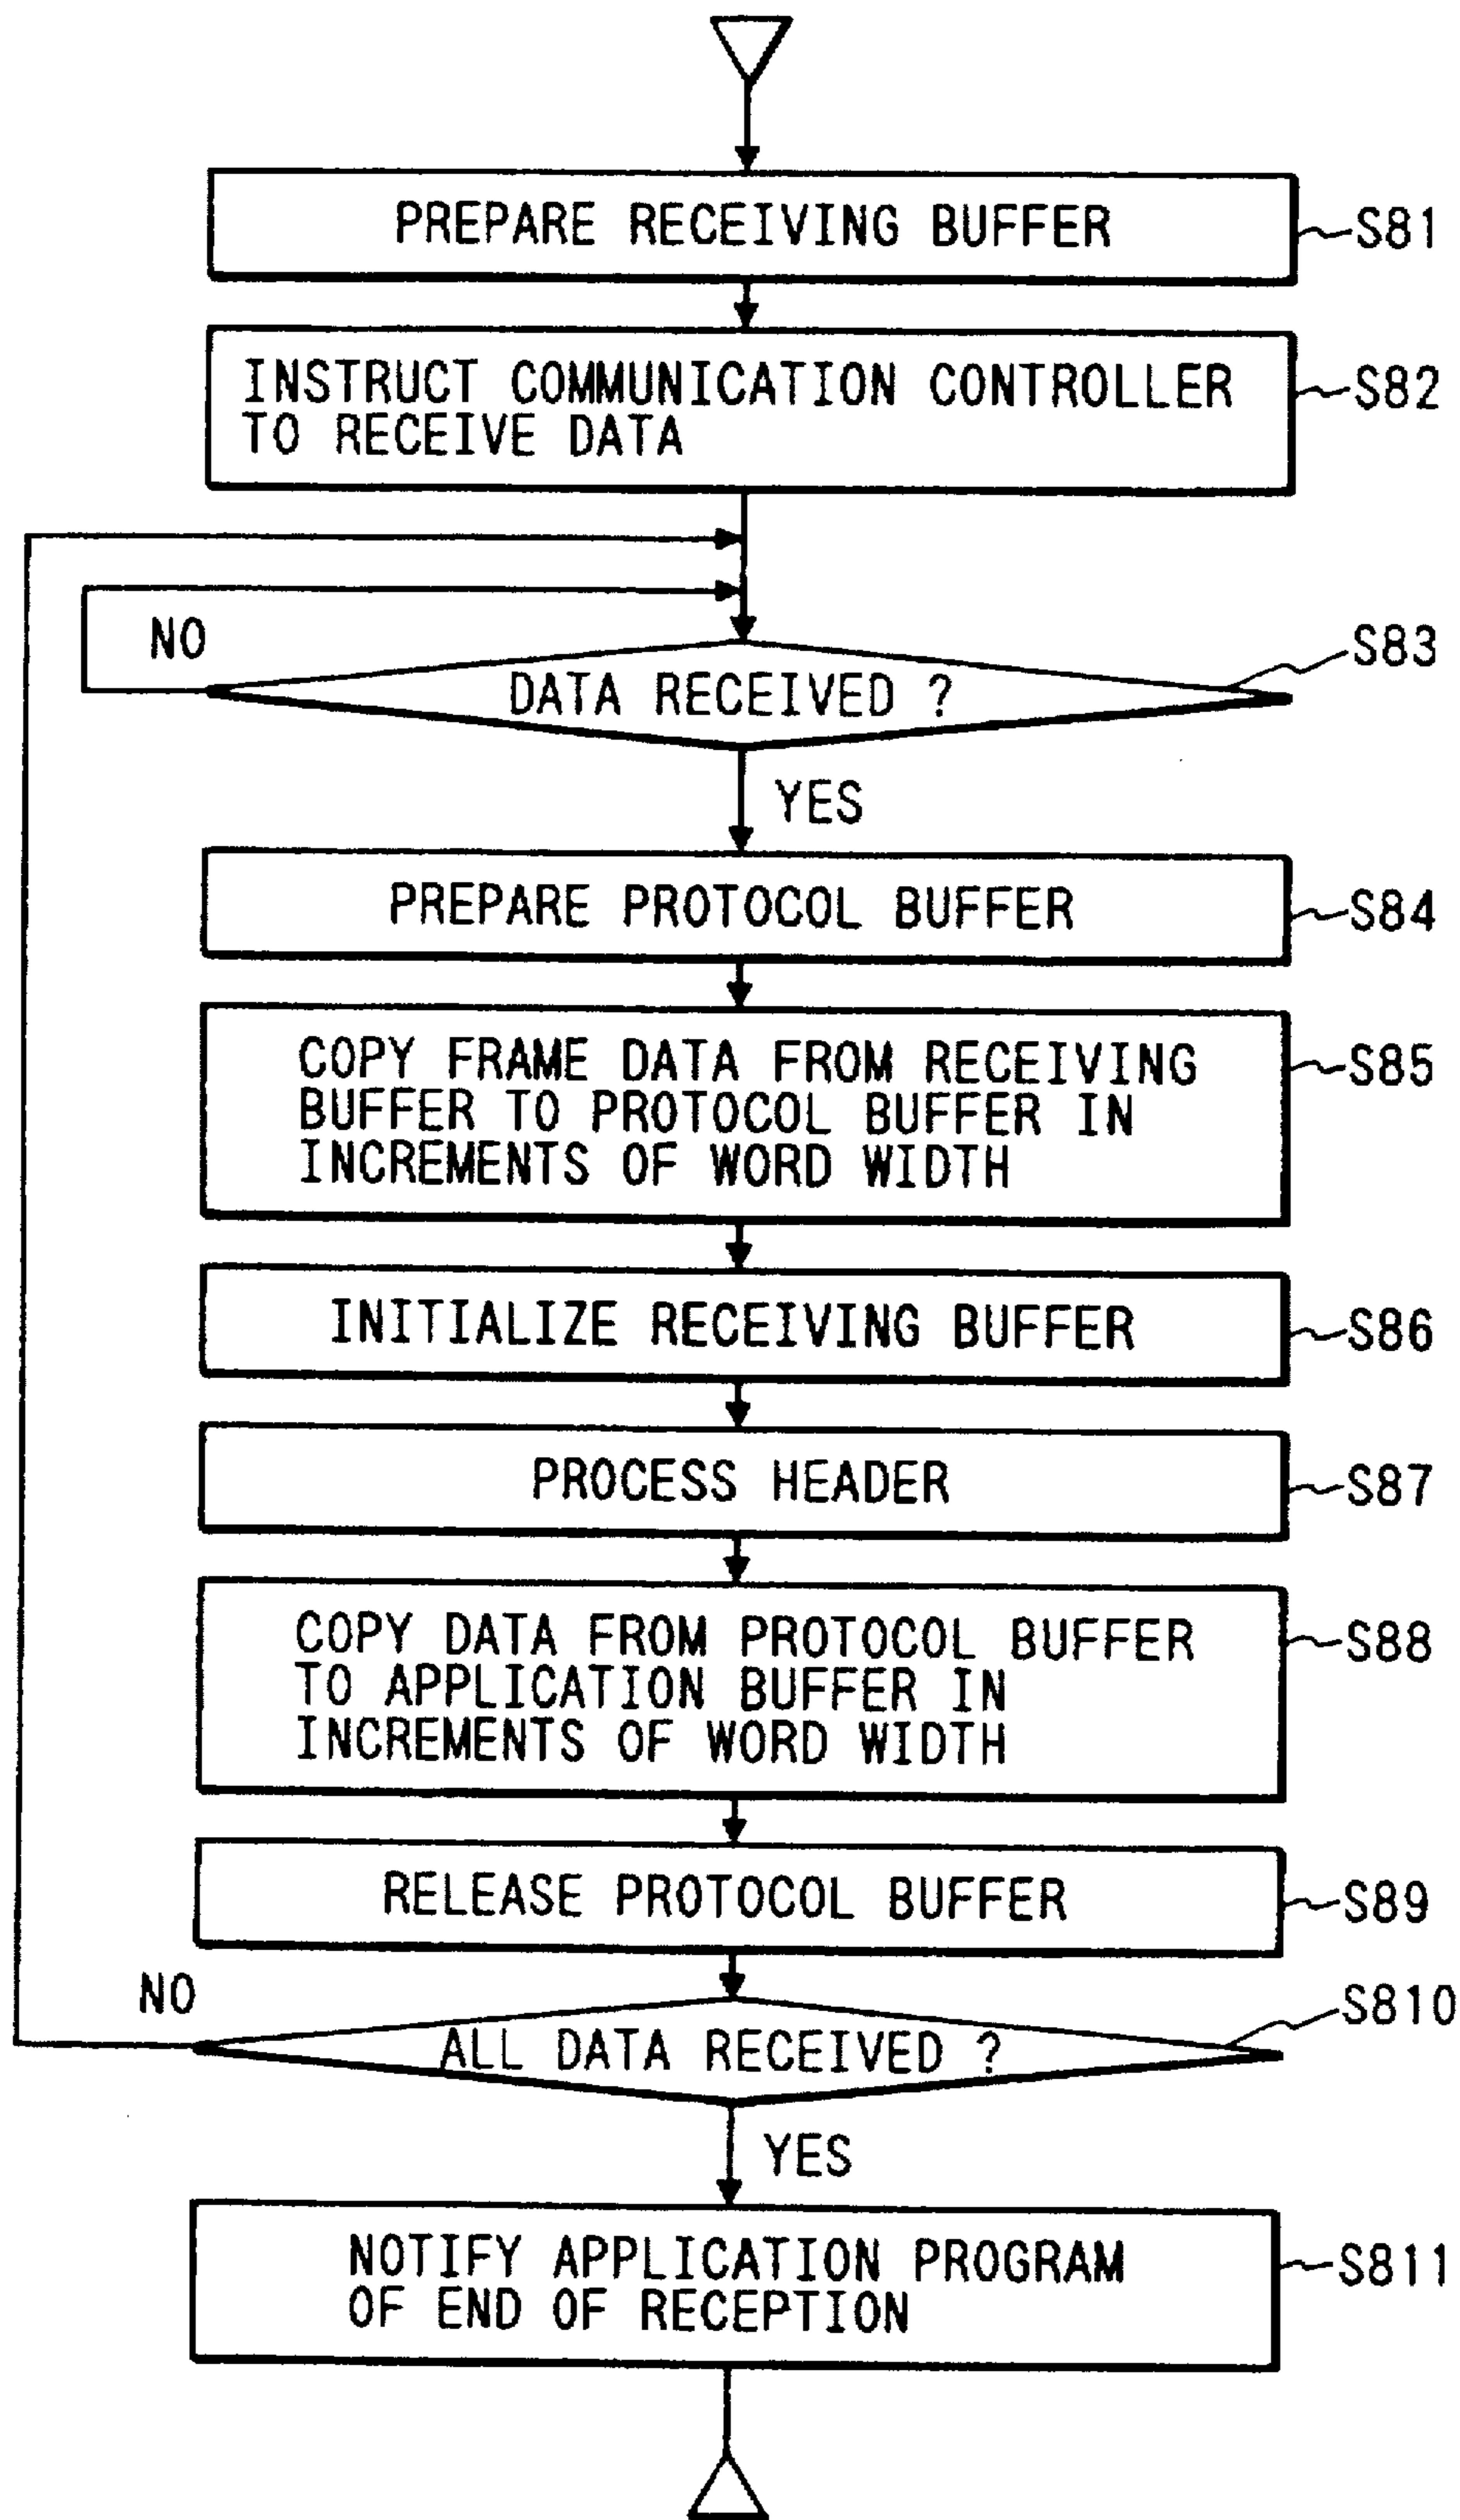 PREPARE RECEIVING BUFFER
S81
INSTRUCT COMMUNICATION CONTROLLER
TO RECEIVE DATA
S82
NO
DATA RECEIVED ?
S83
YES
PREPARE PROTOCOL BUFFER
S84
COPY FRAME DATA FROM RECEIVING
BUFFER TO PROTOCOL BUFFER IN
INCREMENTS OF WORD WIDTH
S85
INITIALIZE RECEIVING BUFFER
S86
PROCESS HEADER
S87
COPY DATA FROM PROTOCOL BUFFER
TO APPLICATION BUFFER IN
INCREMENTS OF WORD WIDTH
S88
RELEASE PROTOCOL BUFFER
S89
NO
ALL DATA RECEIVED ?
S810
YES
NOTIFY APPLICATION PROGRAM
OF END OF RECEPTION
S811